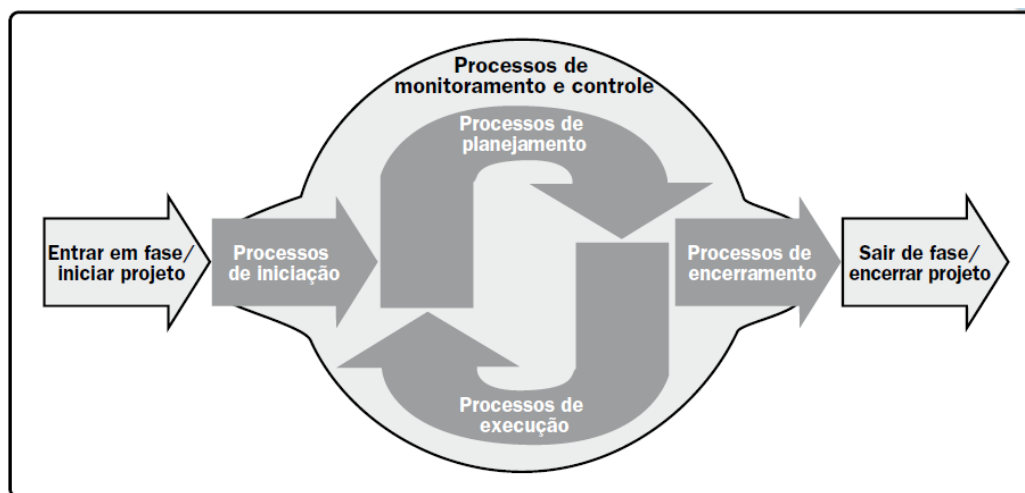 Processos de
monitoramento e controle
Processos de
planejamento
Entrar em fase/
iniciar projeto
Processos
de iniciação
Processos de
encerramento
Sair de fase/
encerrar projeto
Processos de
execução